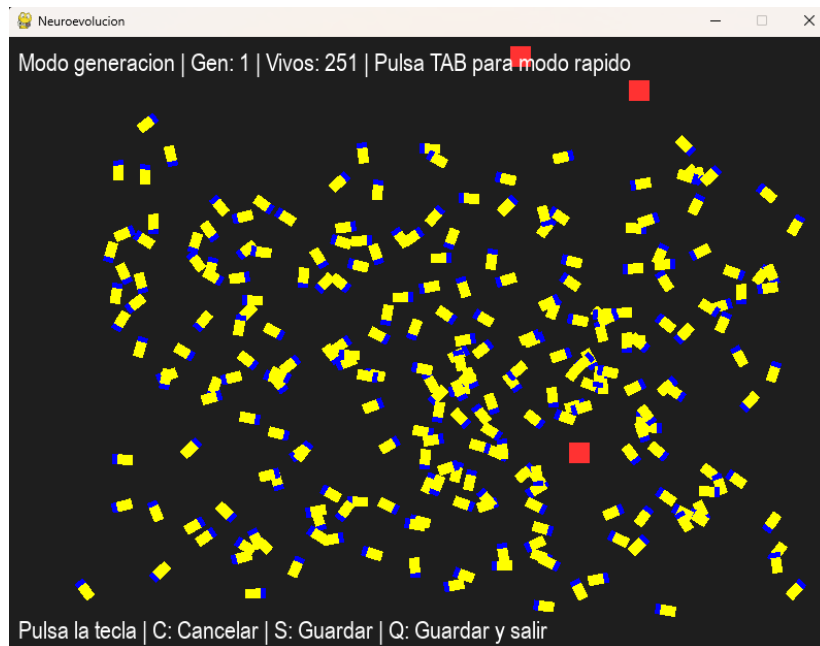 Neuroevolucion
Modo generacion | Gen: 1 | Vivos: 251 | Pulsa TAB para modo rapido
Pulsa la tecla | C: Cancelar | S: Guardar | Q: Guardar y salir